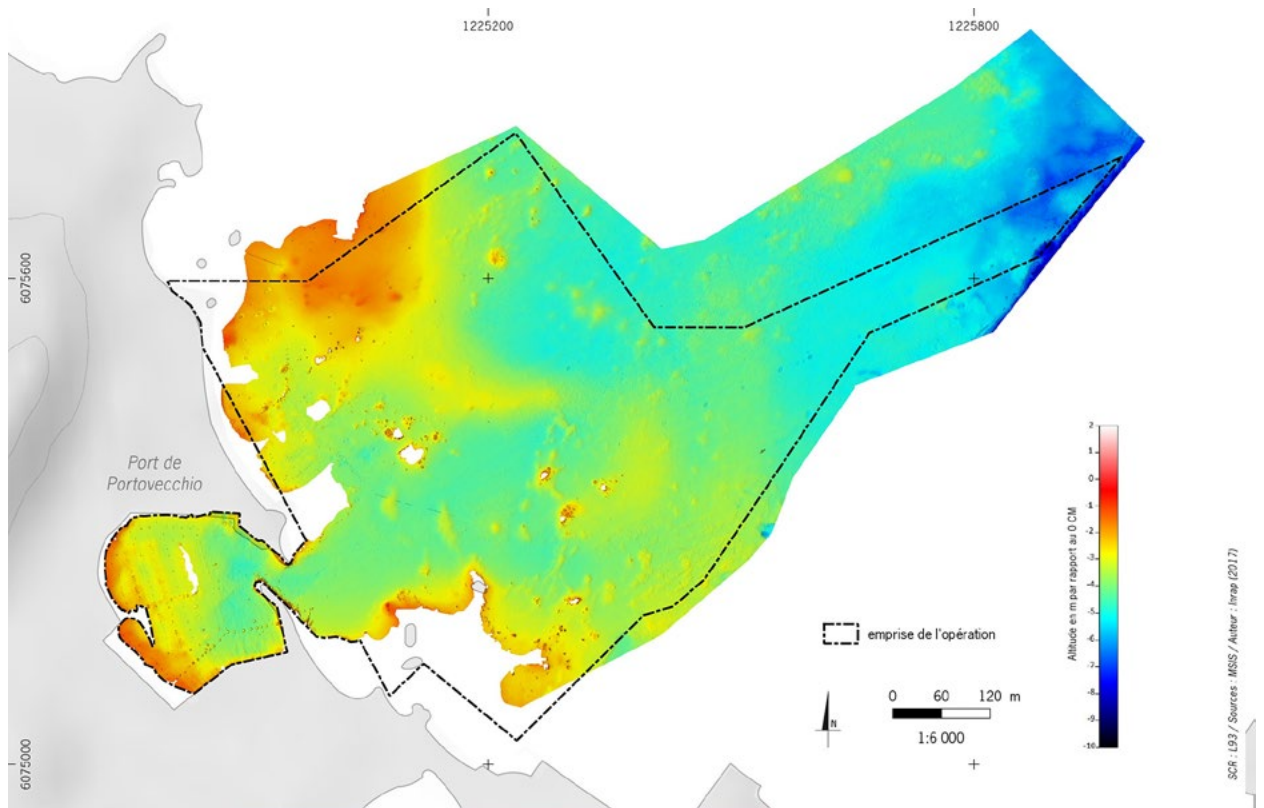 1225200
1225800
6075600
Port de
Portovecchio
6075000
emprise de l'opération
0 60 120 m
N
1:6 000
Altitude en m par rapport au 0 CM
2
1
0
-1
-2
-3
-4
-5
-6
-7
-8
-9
-10
SCR : L93 / Sources : MSIS / Auteur : Inrap (2017)